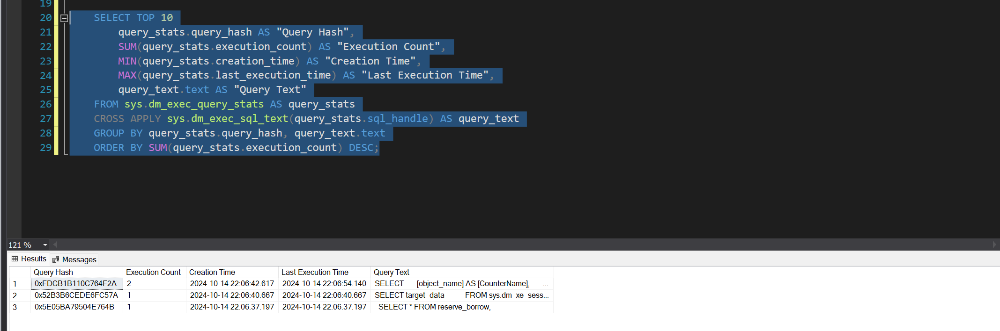 19
20 SELECT TOP 10
21 query_stats.query_hash AS "Query Hash",
22 SUM(query_stats.execution_count) AS "Execution Count",
23 MIN(query_stats.creation_time) AS "Creation Time",
24 MAX(query_stats.last_execution_time) AS "Last Execution Time",
25 query_text.text AS "Query Text"
26 FROM sys.dm_exec_query_stats AS query_stats
27 CROSS APPLY sys.dm_exec_sql_text(query_stats.sql_handle) AS query_text
28 GROUP BY query_stats.query_hash, query_text.text
29 ORDER BY SUM(query_stats.execution_count) DESC;
121 %
Results Messages
Query Hash Execution Count Creation Time Last Execution Time Query Text
1 0xFDCB1B110C764F2A 2 2024-10-14 22:06:42.617 2024-10-14 22:06:54.140 SELECT [object_name] AS [CounterName], ...
2 0x52B3B6CEDE6FC57A 1 2024-10-14 22:06:40.667 2024-10-14 22:06:40.667 SELECT target_data FROM sys.dm_xe_sess...
3 0x5E05BA79504E764B 1 2024-10-14 22:06:37.197 2024-10-14 22:06:37.197 SELECT * FROM reserve_borrow;